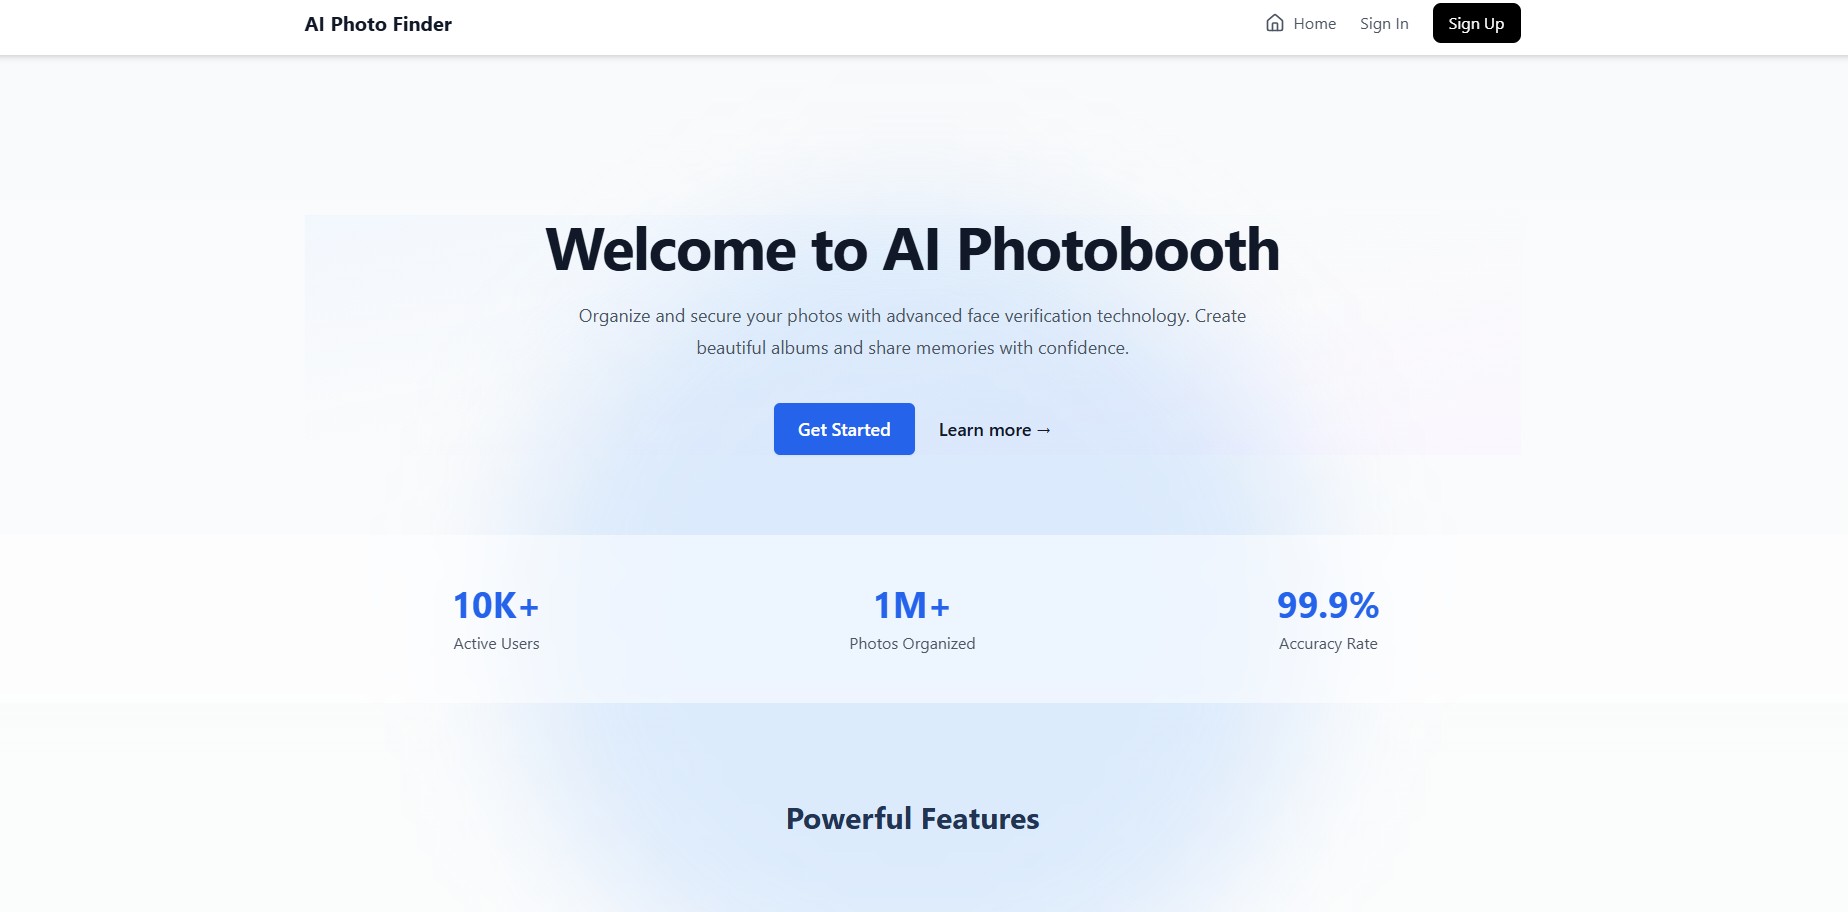 AI Photo Finder
Home
Sign In
Sign Up
Welcome to AI Photobooth
Organize and secure your photos with advanced face verification technology. Create
beautiful albums and share memories with confidence.
Get Started
Learn more →
10K+
Active Users
1M+
Photos Organized
99.9%
Accuracy Rate
Powerful Features